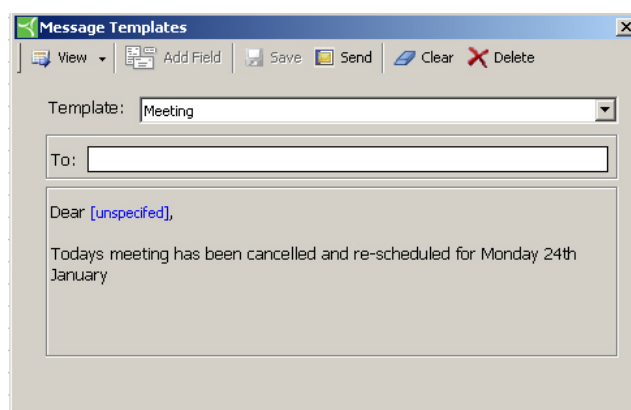 Message Templates
View Add Field Save Send Clear Delete
Template: Meeting
To:
Dear [unspecifed],
Todays meeting has been cancelled and re-scheduled for Monday 24th
January